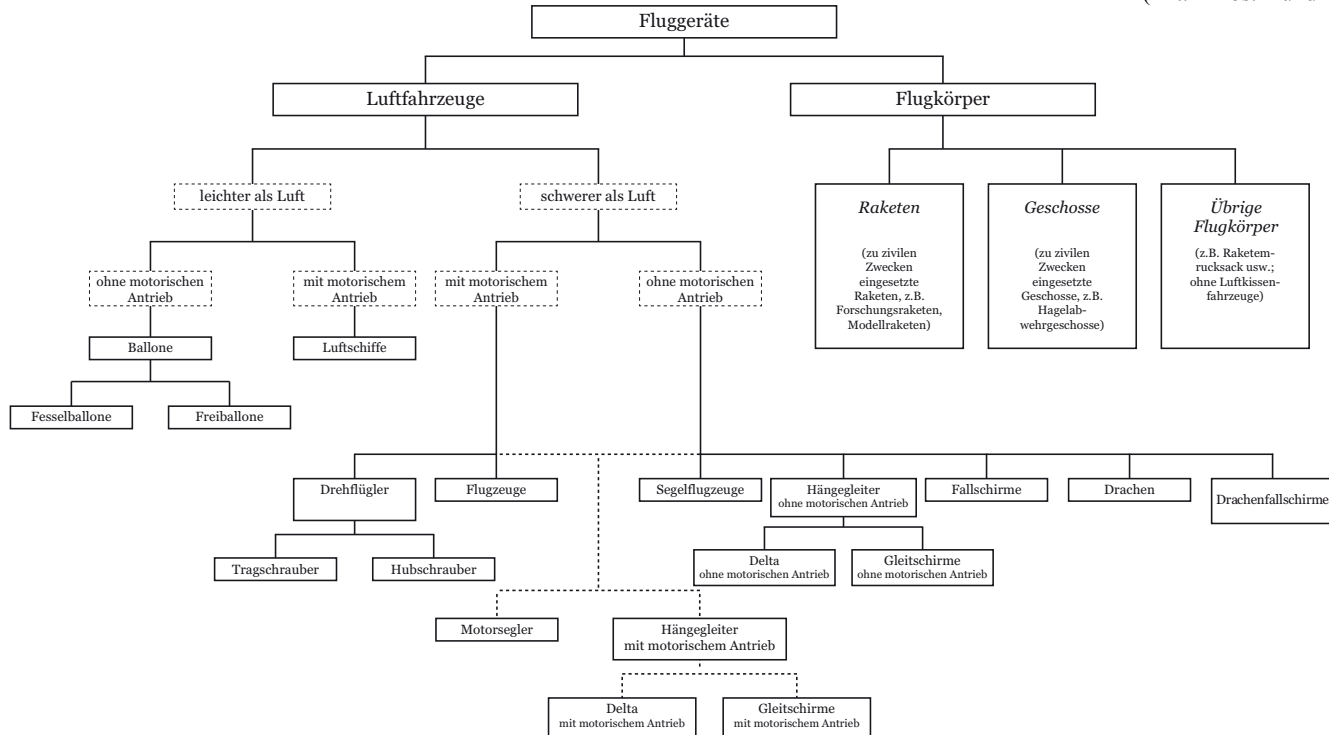 Fluggeräte
Luftfahrzeuge
Flugkörper
leichter als Luft
schwerer als Luft
Raketen
(zu zivilen
Zwecken
eingesetzte
Raketen, z.B.
Forschungsraketen,
Modellraketen)
Geschosse
(zu zivilen
Zwecken
eingesetzte
Geschosse, z.B.
Hagelab-
wehrgeschosse)
Übrige
Flugkörper
(z.B. Raketem-
rucksack usw.;
ohne Luftkissen-
fahrzeuge)
ohne motorischen
Antrieb
mit motorischem
Antrieb
mit motorischem
Antrieb
ohne motorischen
Antrieb
Ballone
Luftschiffe
Fesselballone
Freiballone
Drehflügler
Flugzeuge
Segelflugzeuge
Hängegleiter
ohne motorischen Antrieb
Fallschirme
Drachen
Drachenfallschirme
Tragschrauber
Hubschrauber
Delta
ohne motorischen Antrieb
Gleitschirme
ohne motorischen Antrieb
Motorsegler
Hängegleiter
mit motorischem Antrieb
Delta
mit motorischem Antrieb
Gleitschirme
mit motorischem Antrieb